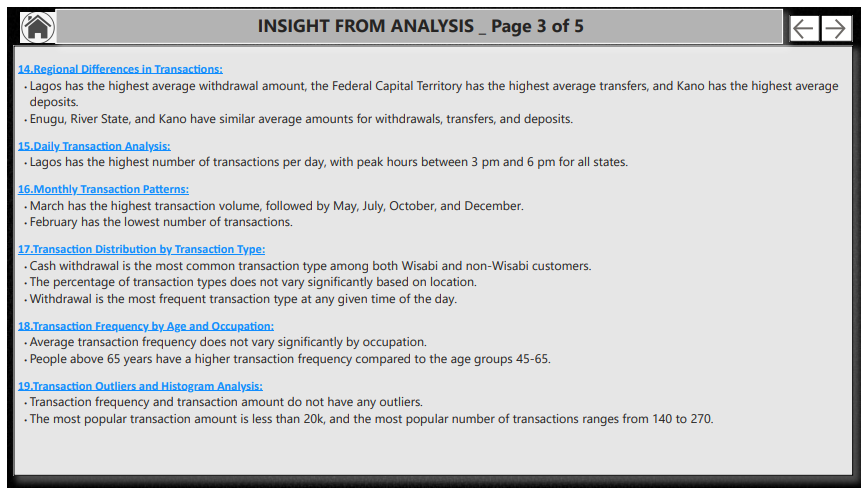 INSIGHT FROM ANALYSIS _ Page 3 of 5
14.Regional Differences in Transactions:
• Lagos has the highest average withdrawal amount, the Federal Capital Territory has the highest average transfers, and Kano has the highest average
deposits.
• Enugu, River State, and Kano have similar average amounts for withdrawals, transfers, and deposits.
15.Daily Transaction Analysis:
• Lagos has the highest number of transactions per day, with peak hours between 3 pm and 6 pm for all states.
16.Monthly Transaction Patterns:
• March has the highest transaction volume, followed by May, July, October, and December.
• February has the lowest number of transactions.
17.Transaction Distribution by Transaction Type:
• Cash withdrawal is the most common transaction type among both Wisabi and non-Wisabi customers.
• The percentage of transaction types does not vary significantly based on location.
• Withdrawal is the most frequent transaction type at any given time of the day.
18.Transaction Frequency by Age and Occupation:
• Average transaction frequency does not vary significantly by occupation.
• People above 65 years have a higher transaction frequency compared to the age groups 45-65.
19.Transaction Outliers and Histogram Analysis:
• Transaction frequency and transaction amount do not have any outliers.
• The most popular transaction amount is less than 20k, and the most popular number of transactions ranges from 140 to 270.